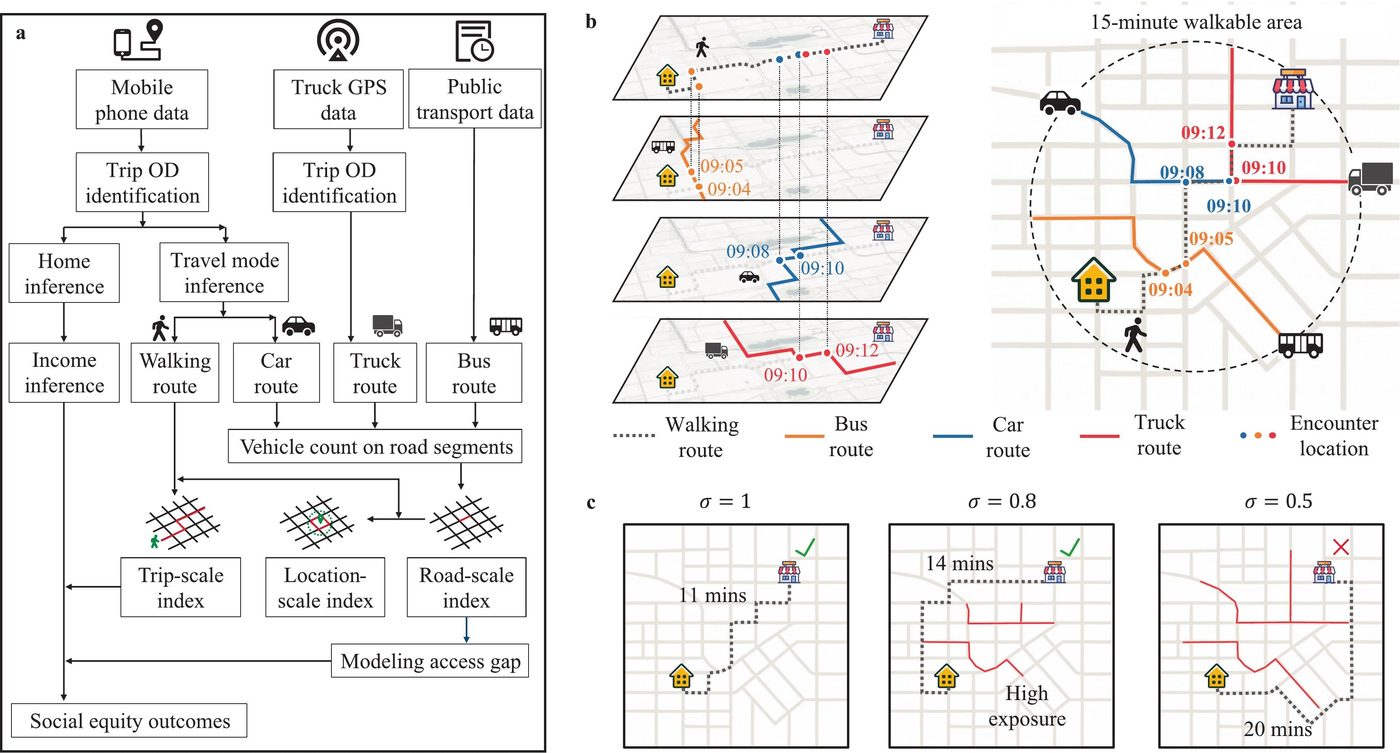 a
Mobile
phone data
Truck GPS
data
Public
transport data
Trip OD
identification
Trip OD
identification
Home
inference
Travel mode
inference
Income
inference
Walking
route
Car
route
Truck
route
Bus
route
Vehicle count on road segments
Trip-scale
index
Location-
scale index
Road-scale
index
Modeling access gap
Social equity outcomes
b
09:05
09:04
09:08
09:10
09:12
09:10
15-minute walkable area
09:12
09:10
09:08
09:10
09:05
09:04
Walking
route
Bus
route
Car
route
Truck
route
Encounter
location
c
σ = 1
11 mins
σ = 0.8
14 mins
High
exposure
σ = 0.5
20 mins